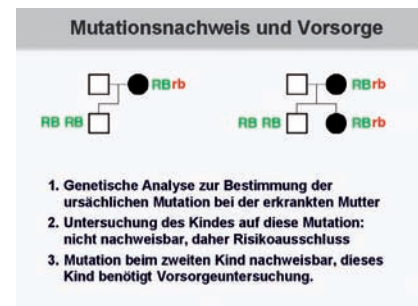 Mutationsnachweis und Vorsorge
RBrb RBrb
RB RB RB RB RBrb
1. Genetische Analyse zur Bestimmung der
ursächlichen Mutation bei der erkrankten Mutter
2. Untersuchung des Kindes auf diese Mutation:
nicht nachweisbar, daher Risikoausschluss
3. Mutation beim zweiten Kind nachweisbar, dieses
Kind benötigt Vorsorgeuntersuchung.